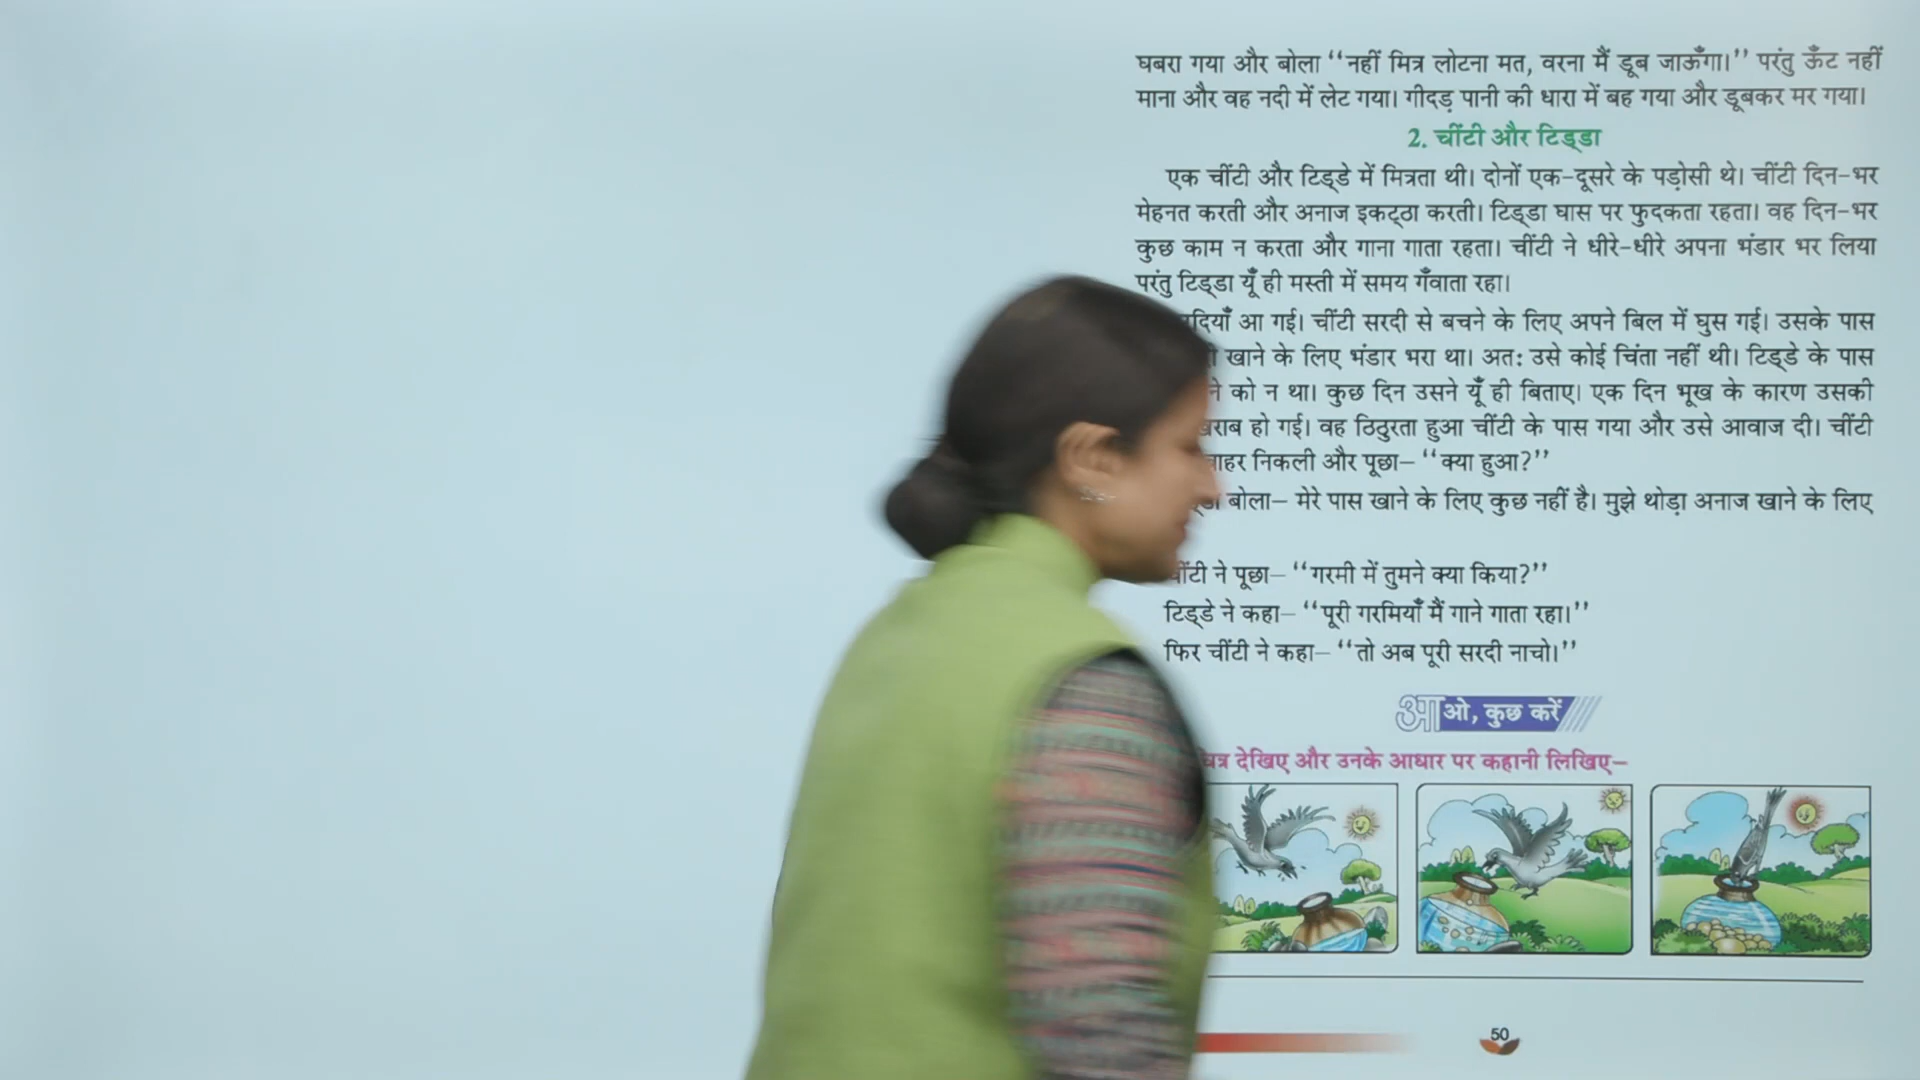 घबरा गया और बोला “नहीं मित्र लोटना मत, वरना मैं डूब जाऊँगा।” परंतु ऊँट नहीं
माना और वह नदी में लेट गया। गीदड़ पानी की धारा में बह गया और डूबकर मर गया।
2. चींटी और टिड्डा
एक चींटी और टिड्डे में मित्रता थी। दोनों एक-दूसरे के पड़ोसी थे। चींटी दिन-भर
मेहनत करती और अनाज इकट्ठा करती। टिड्डा घास पर फुदकता रहता। वह दिन-भर
कुछ काम न करता और गाना गाता रहता। चींटी ने धीरे-धीरे अपना भंडार भर लिया
परंतु टिड्डा यूँ ही मस्ती में समय गँवाता रहा।
आ गई। चींटी सरदी से बचने के लिए अपने बिल में घुस गई। उसके पास
खाने के लिए भंडार भरा था। अतः उसे कोई चिंता नहीं थी। टिड्डे के पास
को न था। कुछ दिन उसने यूँ ही बिताए। एक दिन भूख के कारण उसकी
हो गई। वह ठिठुरता हुआ चींटी के पास गया और उसे आवाज दी। चींटी
निकली और पूछा– “क्या हुआ?”
बोला– मेरे पास खाने के लिए कुछ नहीं है। मुझे थोड़ा अनाज खाने के लिए
ने पूछा– “गरमी में तुमने क्या किया?”
टिड्डे ने कहा– “पूरी गरमियाँ मैं गाने गाता रहा।”
फिर चींटी ने कहा– “तो अब पूरी सरदी नाचो।”
आओ, कुछ करें
देखिए और उनके आधार पर कहानी लिखिए–
50